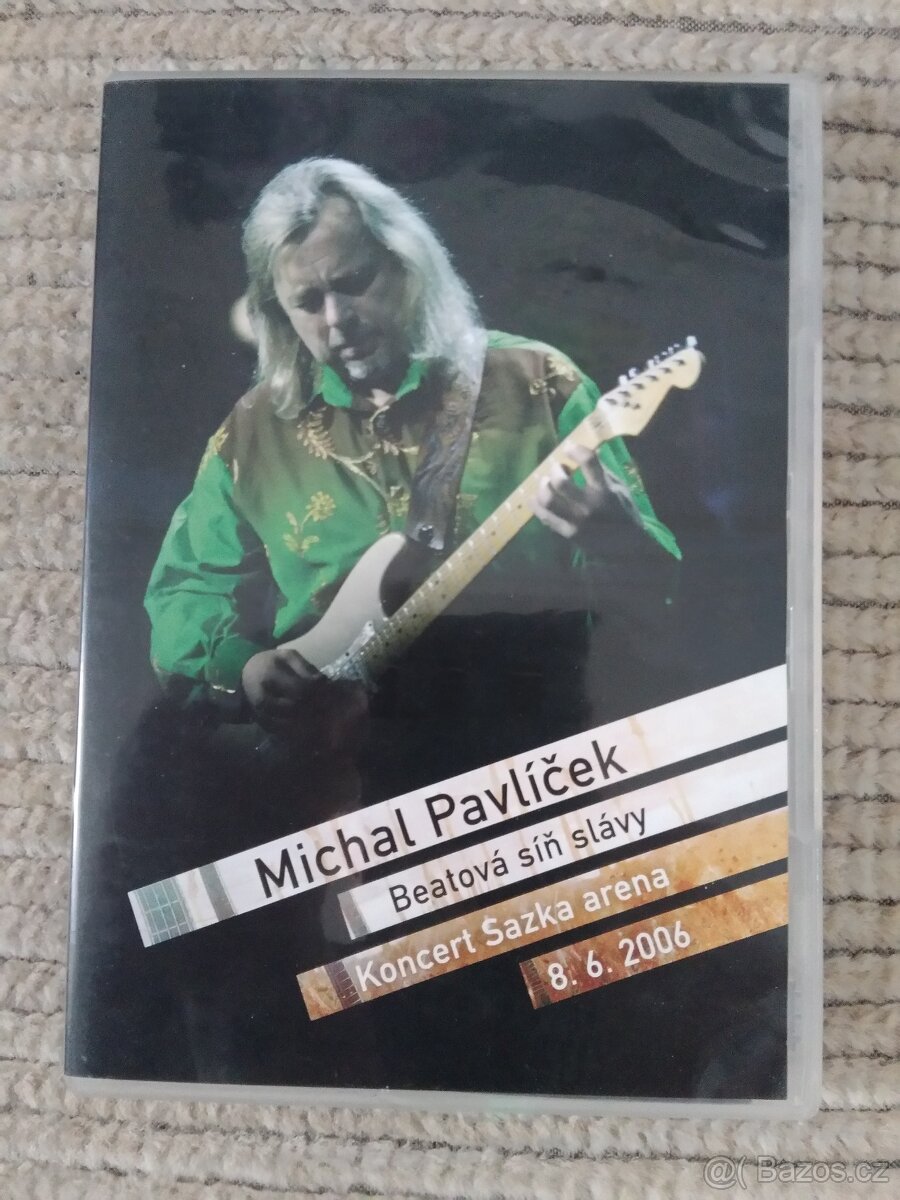 Michal Pavlíček
Beatová síň slávy
Koncert Sazka arena
8. 6. 2006
@( Bazos.cz